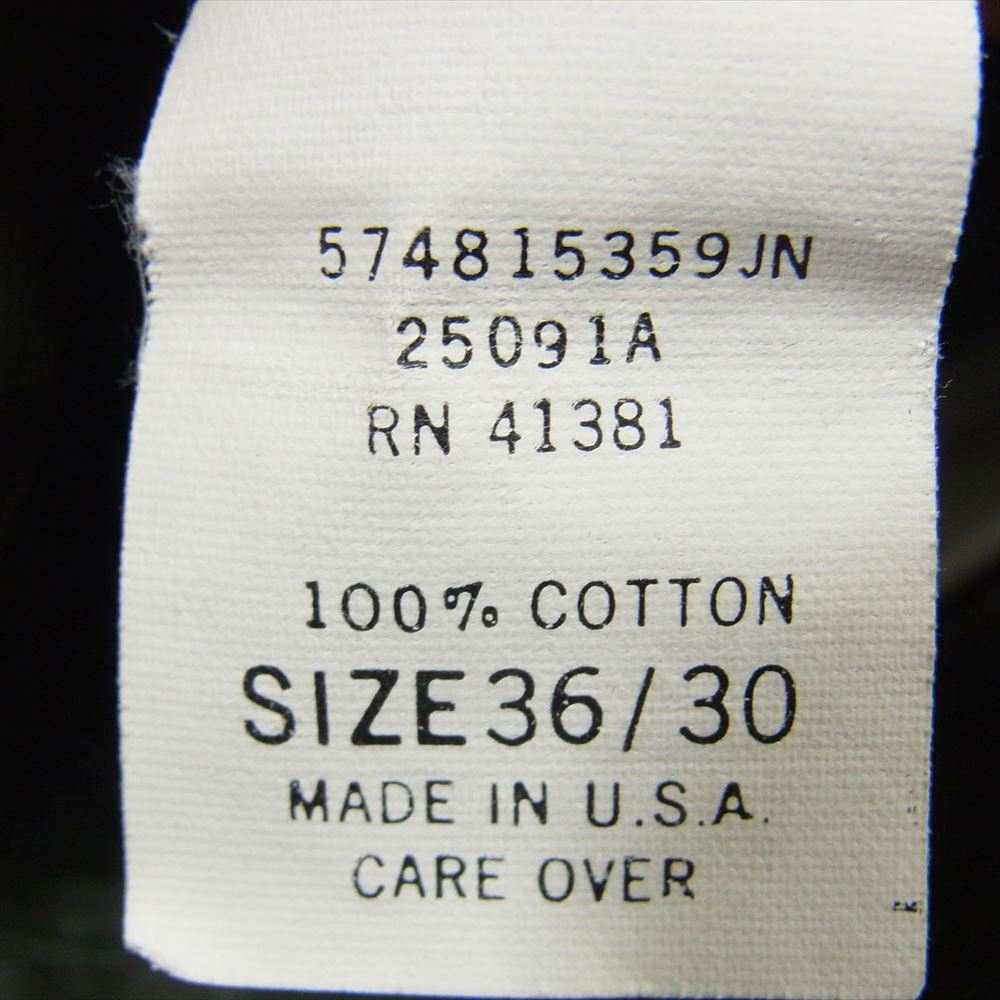 574815359JN
25091A
RN 41381
100% COTTON
SIZE 36/30
MADE IN U.S.A.
CARE OVER